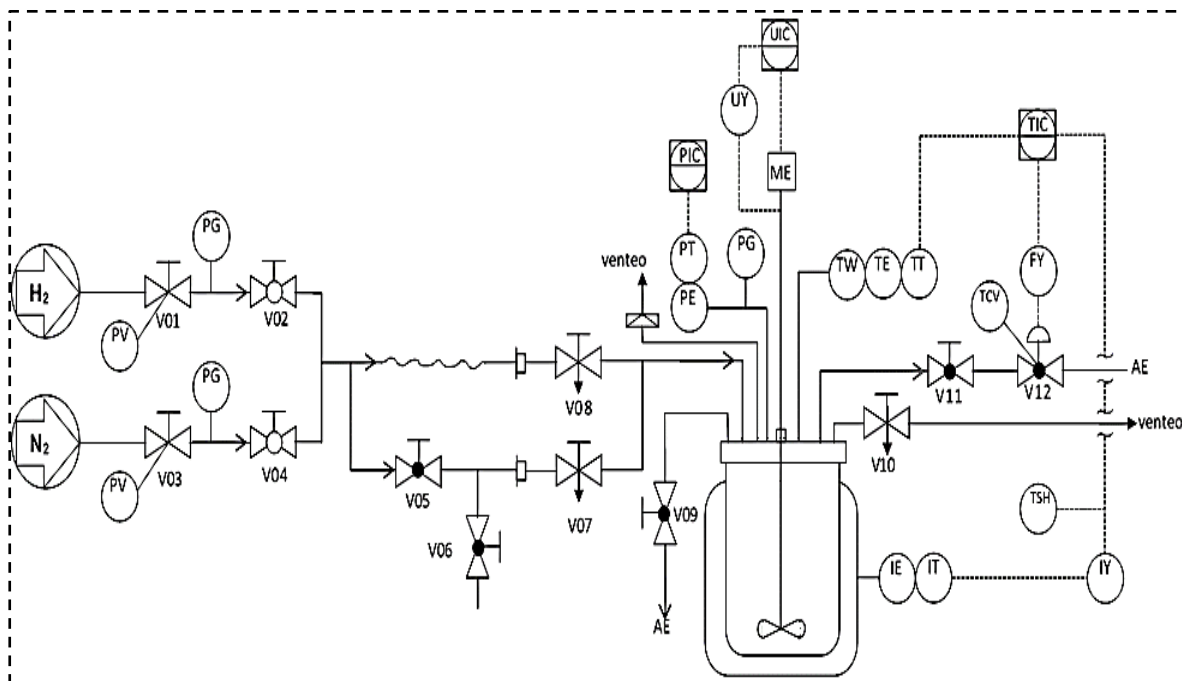 UIC
UY
TIC
PIC
ME
PG
PT
PG
TW
TE
TT
FY
venteo
PE
TCV
H2
V02
V01
PV
AE
V11
V12
PG
V08
venteo
N2
V10
V04
V03
V05
PV
V07
V09
TSH
V06
IE
IT
IY
AE